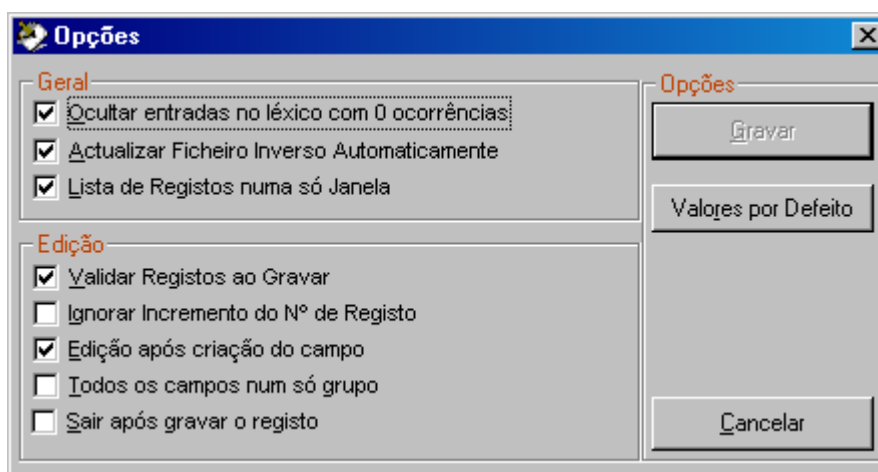 Opções
Geral
Ocultar entradas no léxico com 0 ocorrências
Actualizar Ficheiro Inverso Automaticamente
Lista de Registos numa só Janela
Edição
Validar Registos ao Gravar
Ignorar Incremento do Nº de Registo
Edição após criação do campo
Todos os campos num só grupo
Sair após gravar o registo
Opções
Gravar
Valores por Defeito
Cancelar